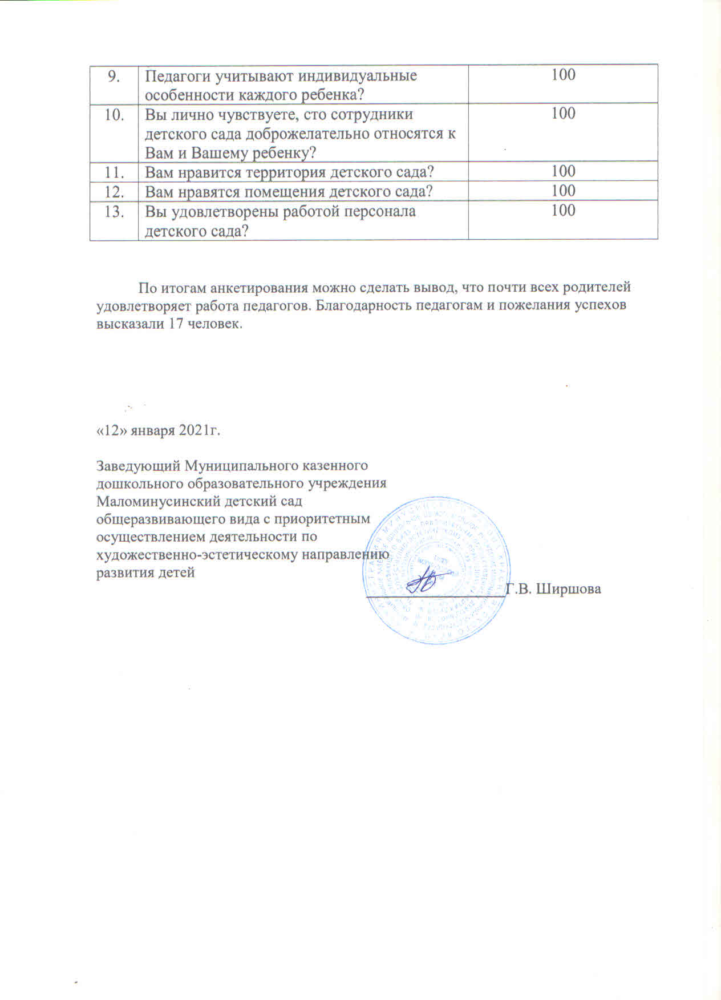 9. Педагоги учитывают индивидуальные 100
особенности каждого ребенка?
10. Вы лично чувствуете, сто сотрудники 100
детского сада доброжелательно относятся к
Вам и Вашему ребенку?
11. Вам нравится территория детского сада? 100
12. Вам нравятся помещения детского сада? 100
13. Вы удовлетворены работой персонала 100
детского сада?
По итогам анкетирования можно сделать вывод, что почти всех родителей
удовлетворяет работа педагогов. Благодарность педагогам и пожелания успехов
высказали 17 человек.
«12» января 2021г.
Заведующий Муниципального казенного
дошкольного образовательного учреждения
Маломинусинский детский сад
общеразвивающего вида с приоритетным
осуществлением деятельности по
художественно-эстетическому направлению
развития детей
Г.В. Ширшова